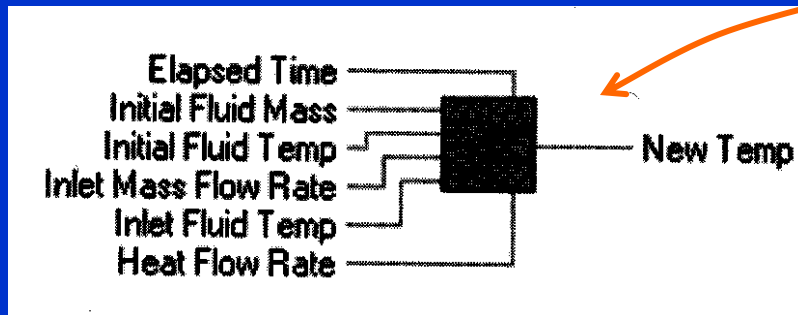 Elapsed Time
Initial Fluid Mass
Initial Fluid Temp
Inlet Mass Flow Rate
Inlet Fluid Temp
Heat Flow Rate
New Temp